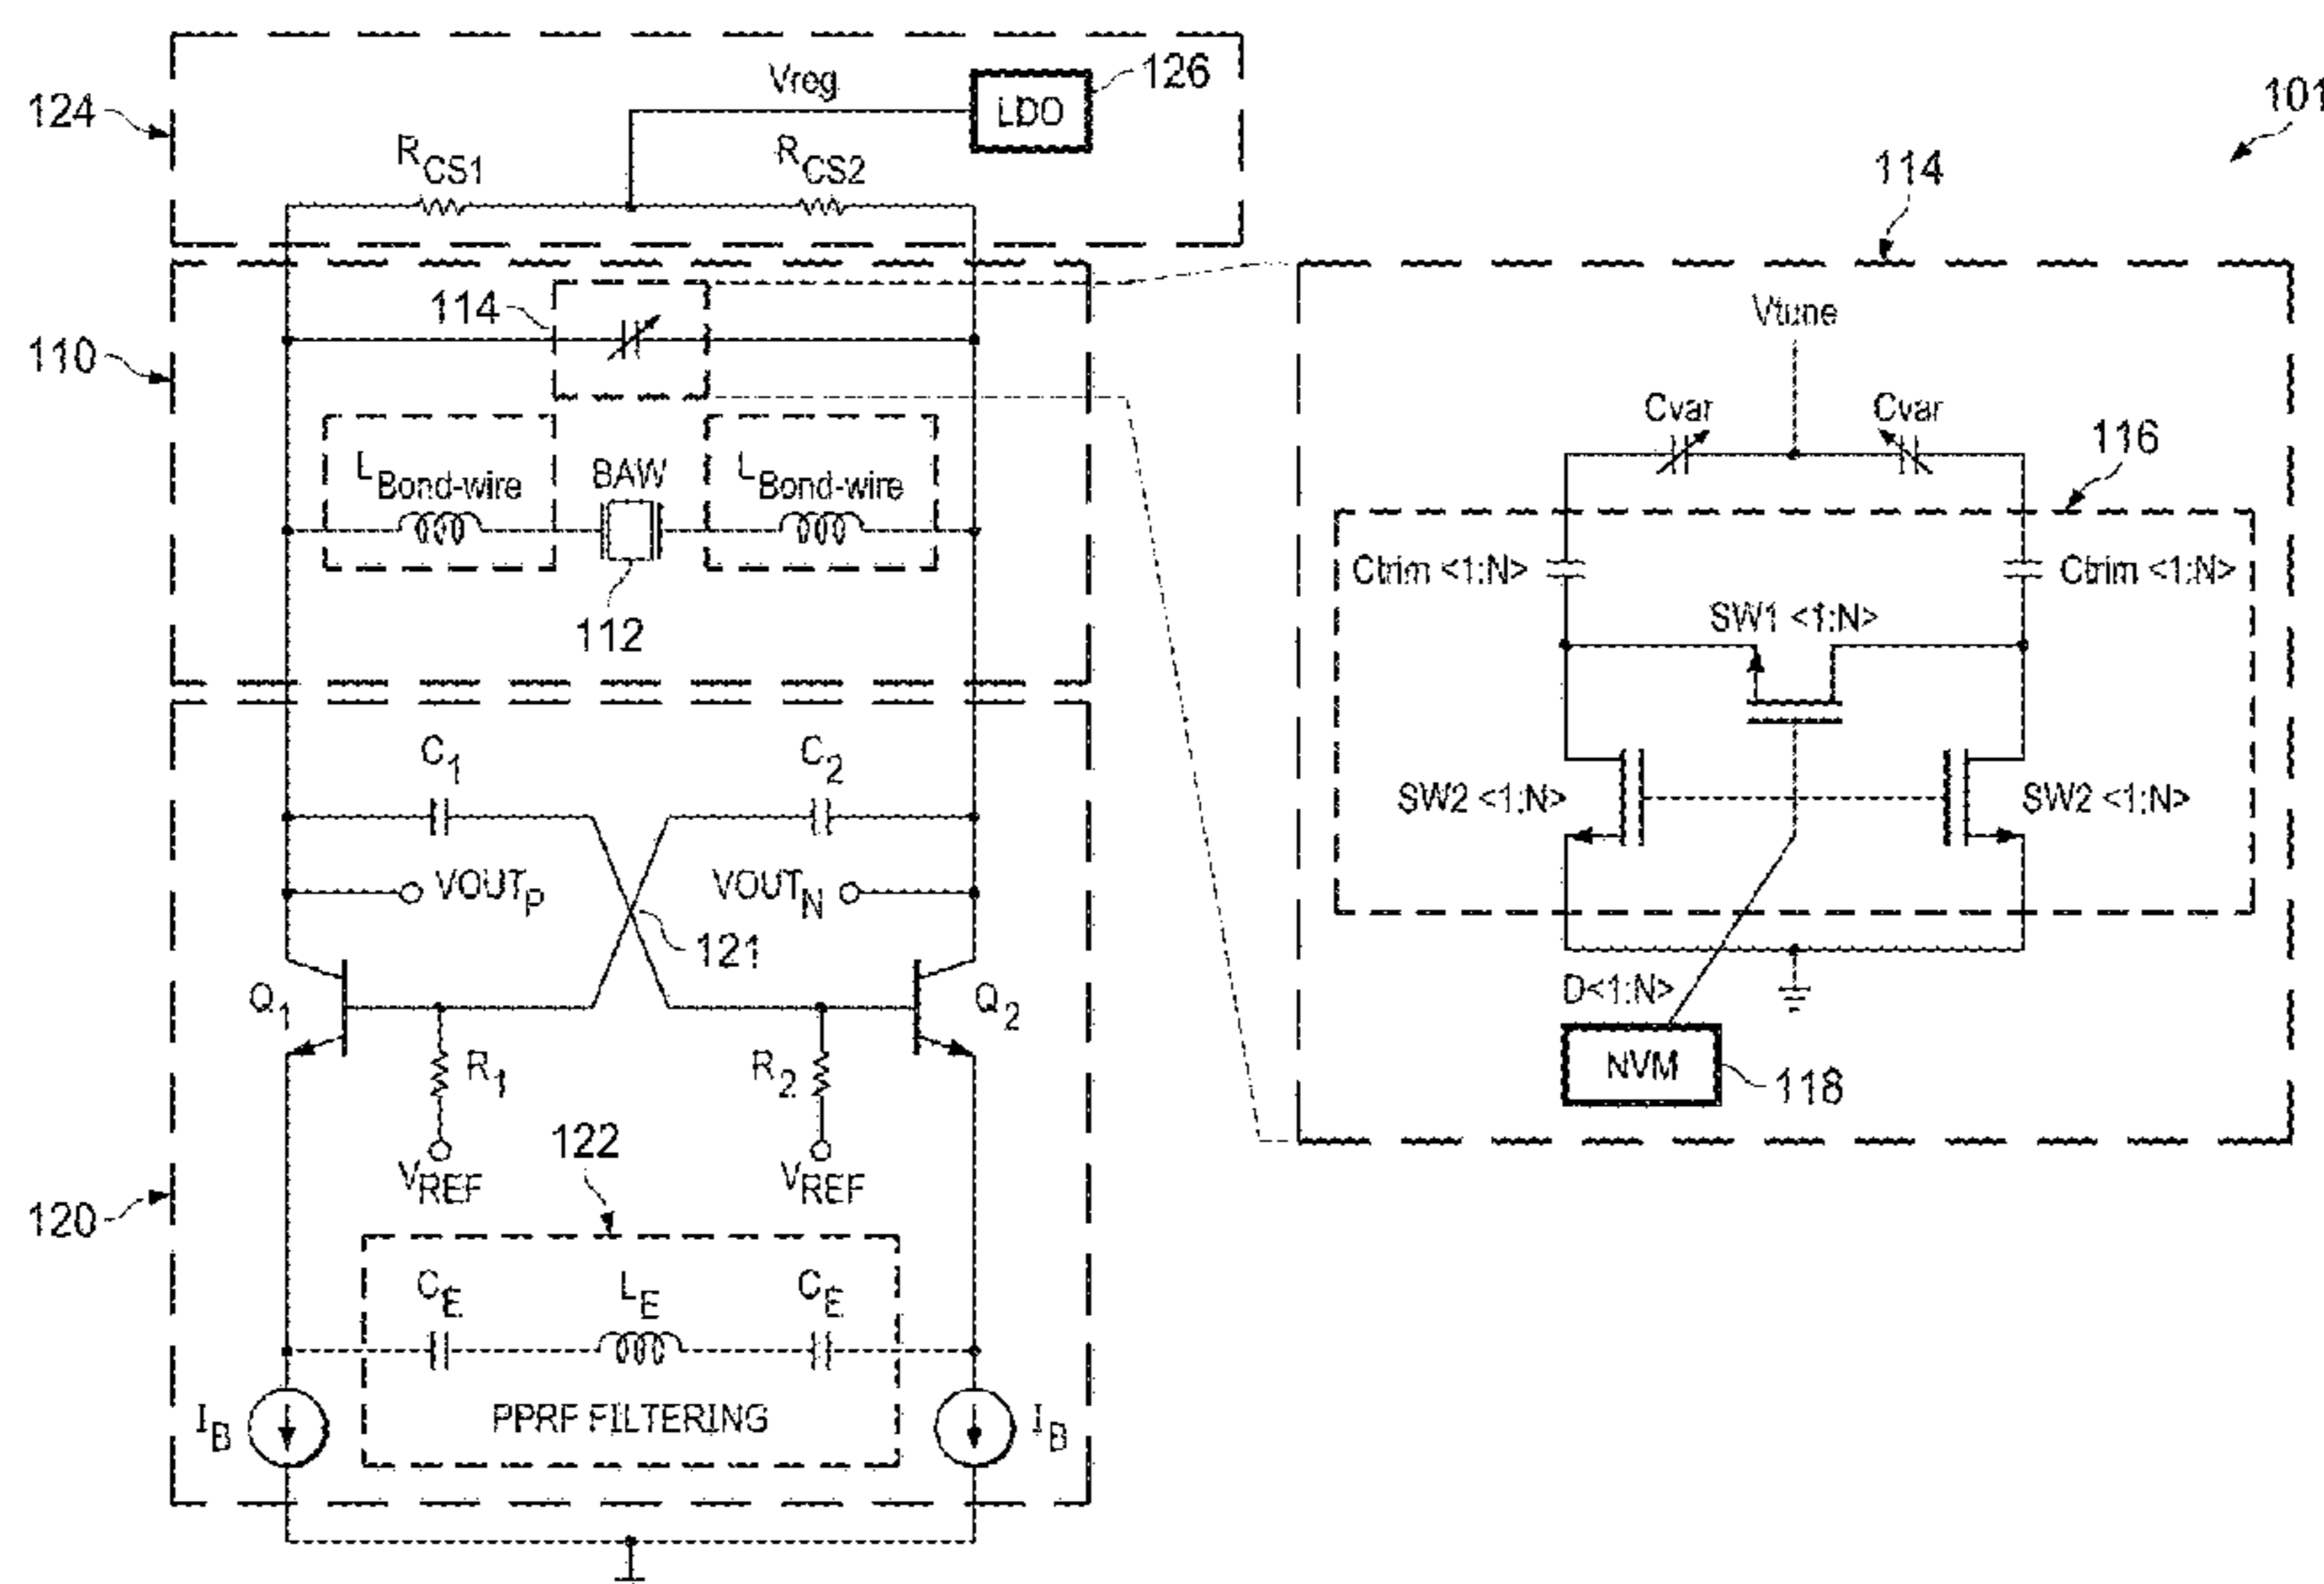 124
Vreg
LDO
126
RCS1
RCS2
101
110
114
LBond-wire
BAW
LBond-wire
112
114
Vtune
Cvar
Cvar
116
Ctrim <1:N>
Ctrim <1:N>
SW1 <1:N>
SW2 <1:N>
SW2 <1:N>
D<1:N>
NVM
118
120
C1
C2
VOUTP
VOUTN
121
Q1
Q2
R1
R2
VREF
VREF
122
CE
LE
CE
PPRF FILTERING
IB
IB